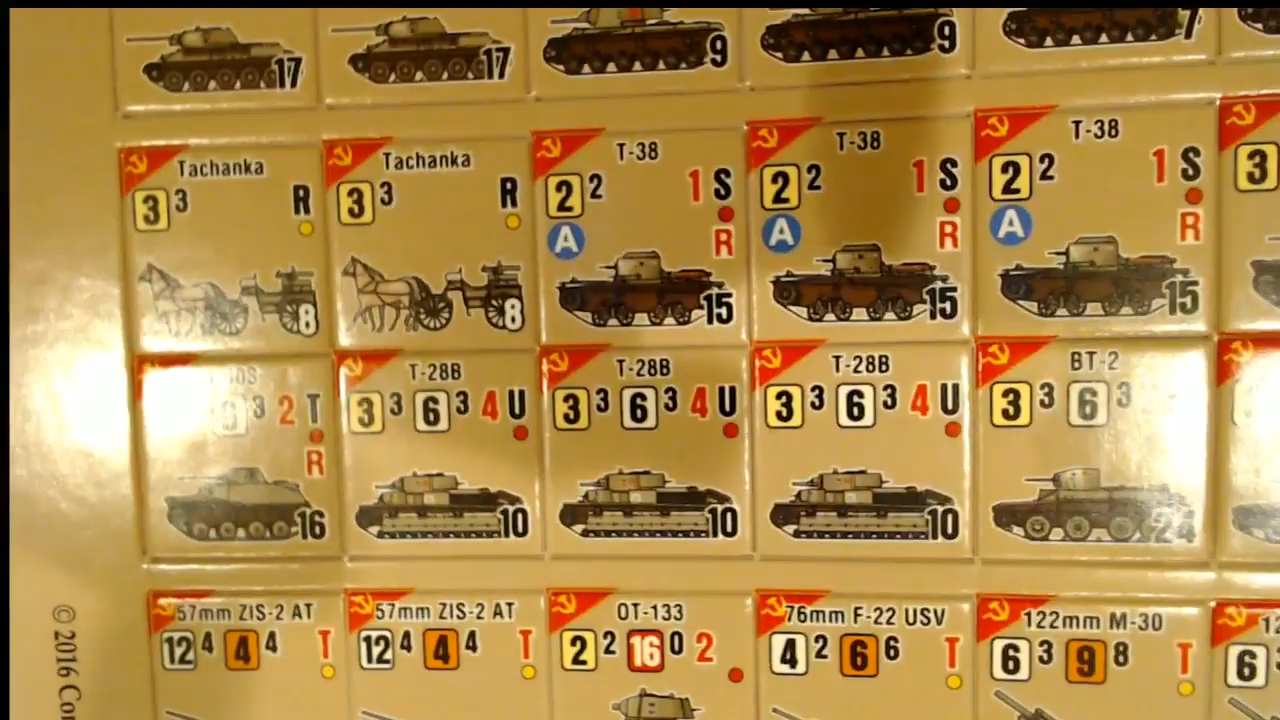 17 17 9 9 7
Tachanka Tachanka T-38 T-38 T-38
3 3 R 3 3 R 2 2 1 S 2 2 1 S 2 2 1 S 3
A R A R A R
8 8 15 15 15
T-28B T-28B T-28B BT-2
3 2 T 3 3 6 3 4 U 3 3 6 3 4 U 3 3 6 3 4 U 3 3 6 3
R
16 10 10 10 24
57mm ZIS-2 AT 57mm ZIS-2 AT OT-133 76mm F-22 USV 122mm M-30 12
12 4 4 4 T 12 4 4 4 T 2 2 16 0 2 4 2 6 6 T 6 3 9 8 T 6
© 2016